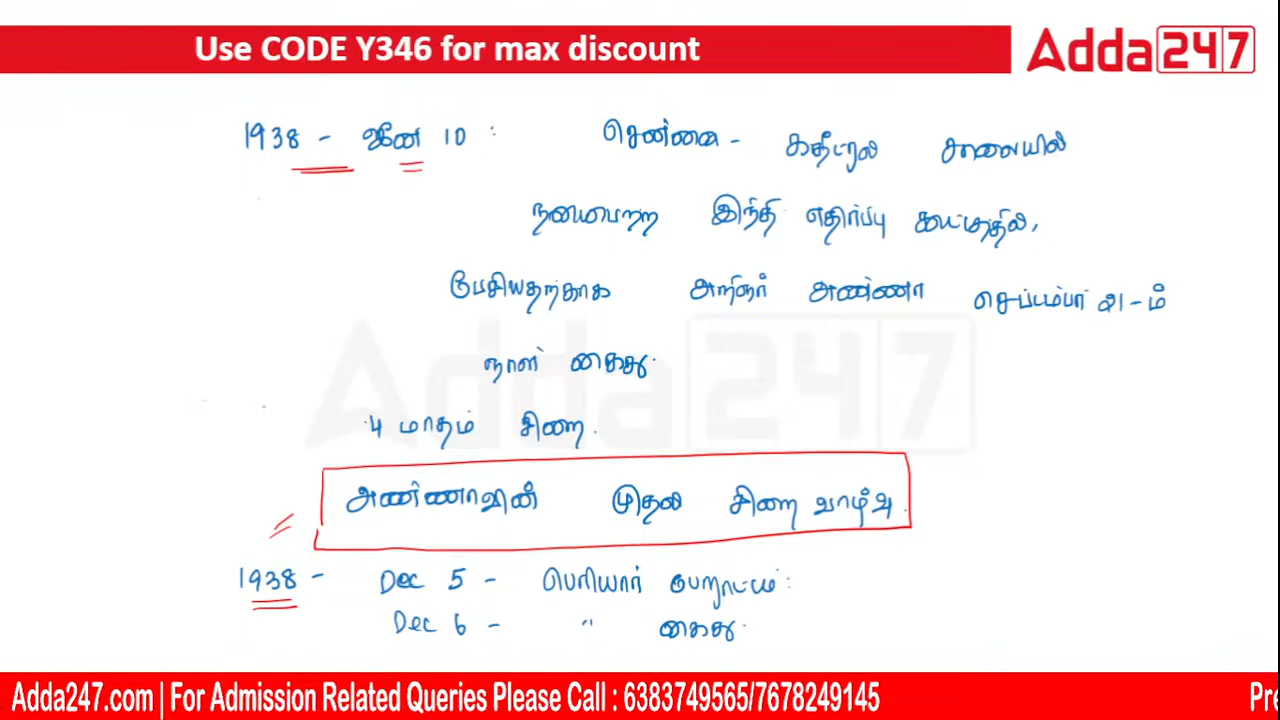 Use CODE Y346 for max discount
Adda247
1938 - ஜூன் 10 : சென்னை - கதீட்ரல் சாலையில்
நடைபெற்ற இந்தி எதிர்ப்பு கூட்டத்தில்,
பேசியதற்காக அறிஞர் அண்ணா செப்டம்பர் 21-ம்
நாள் கைது.
4 மாதம் சிறை.
அண்ணாவின் முதல் சிறை வாழ்வு.
1938 - Dec 5 - பெரியார் போராட்டம்:
Dec 6 - " கைது.
Adda247.com | For Admission Related Queries Please Call : 6383749565/7678249145
Pre